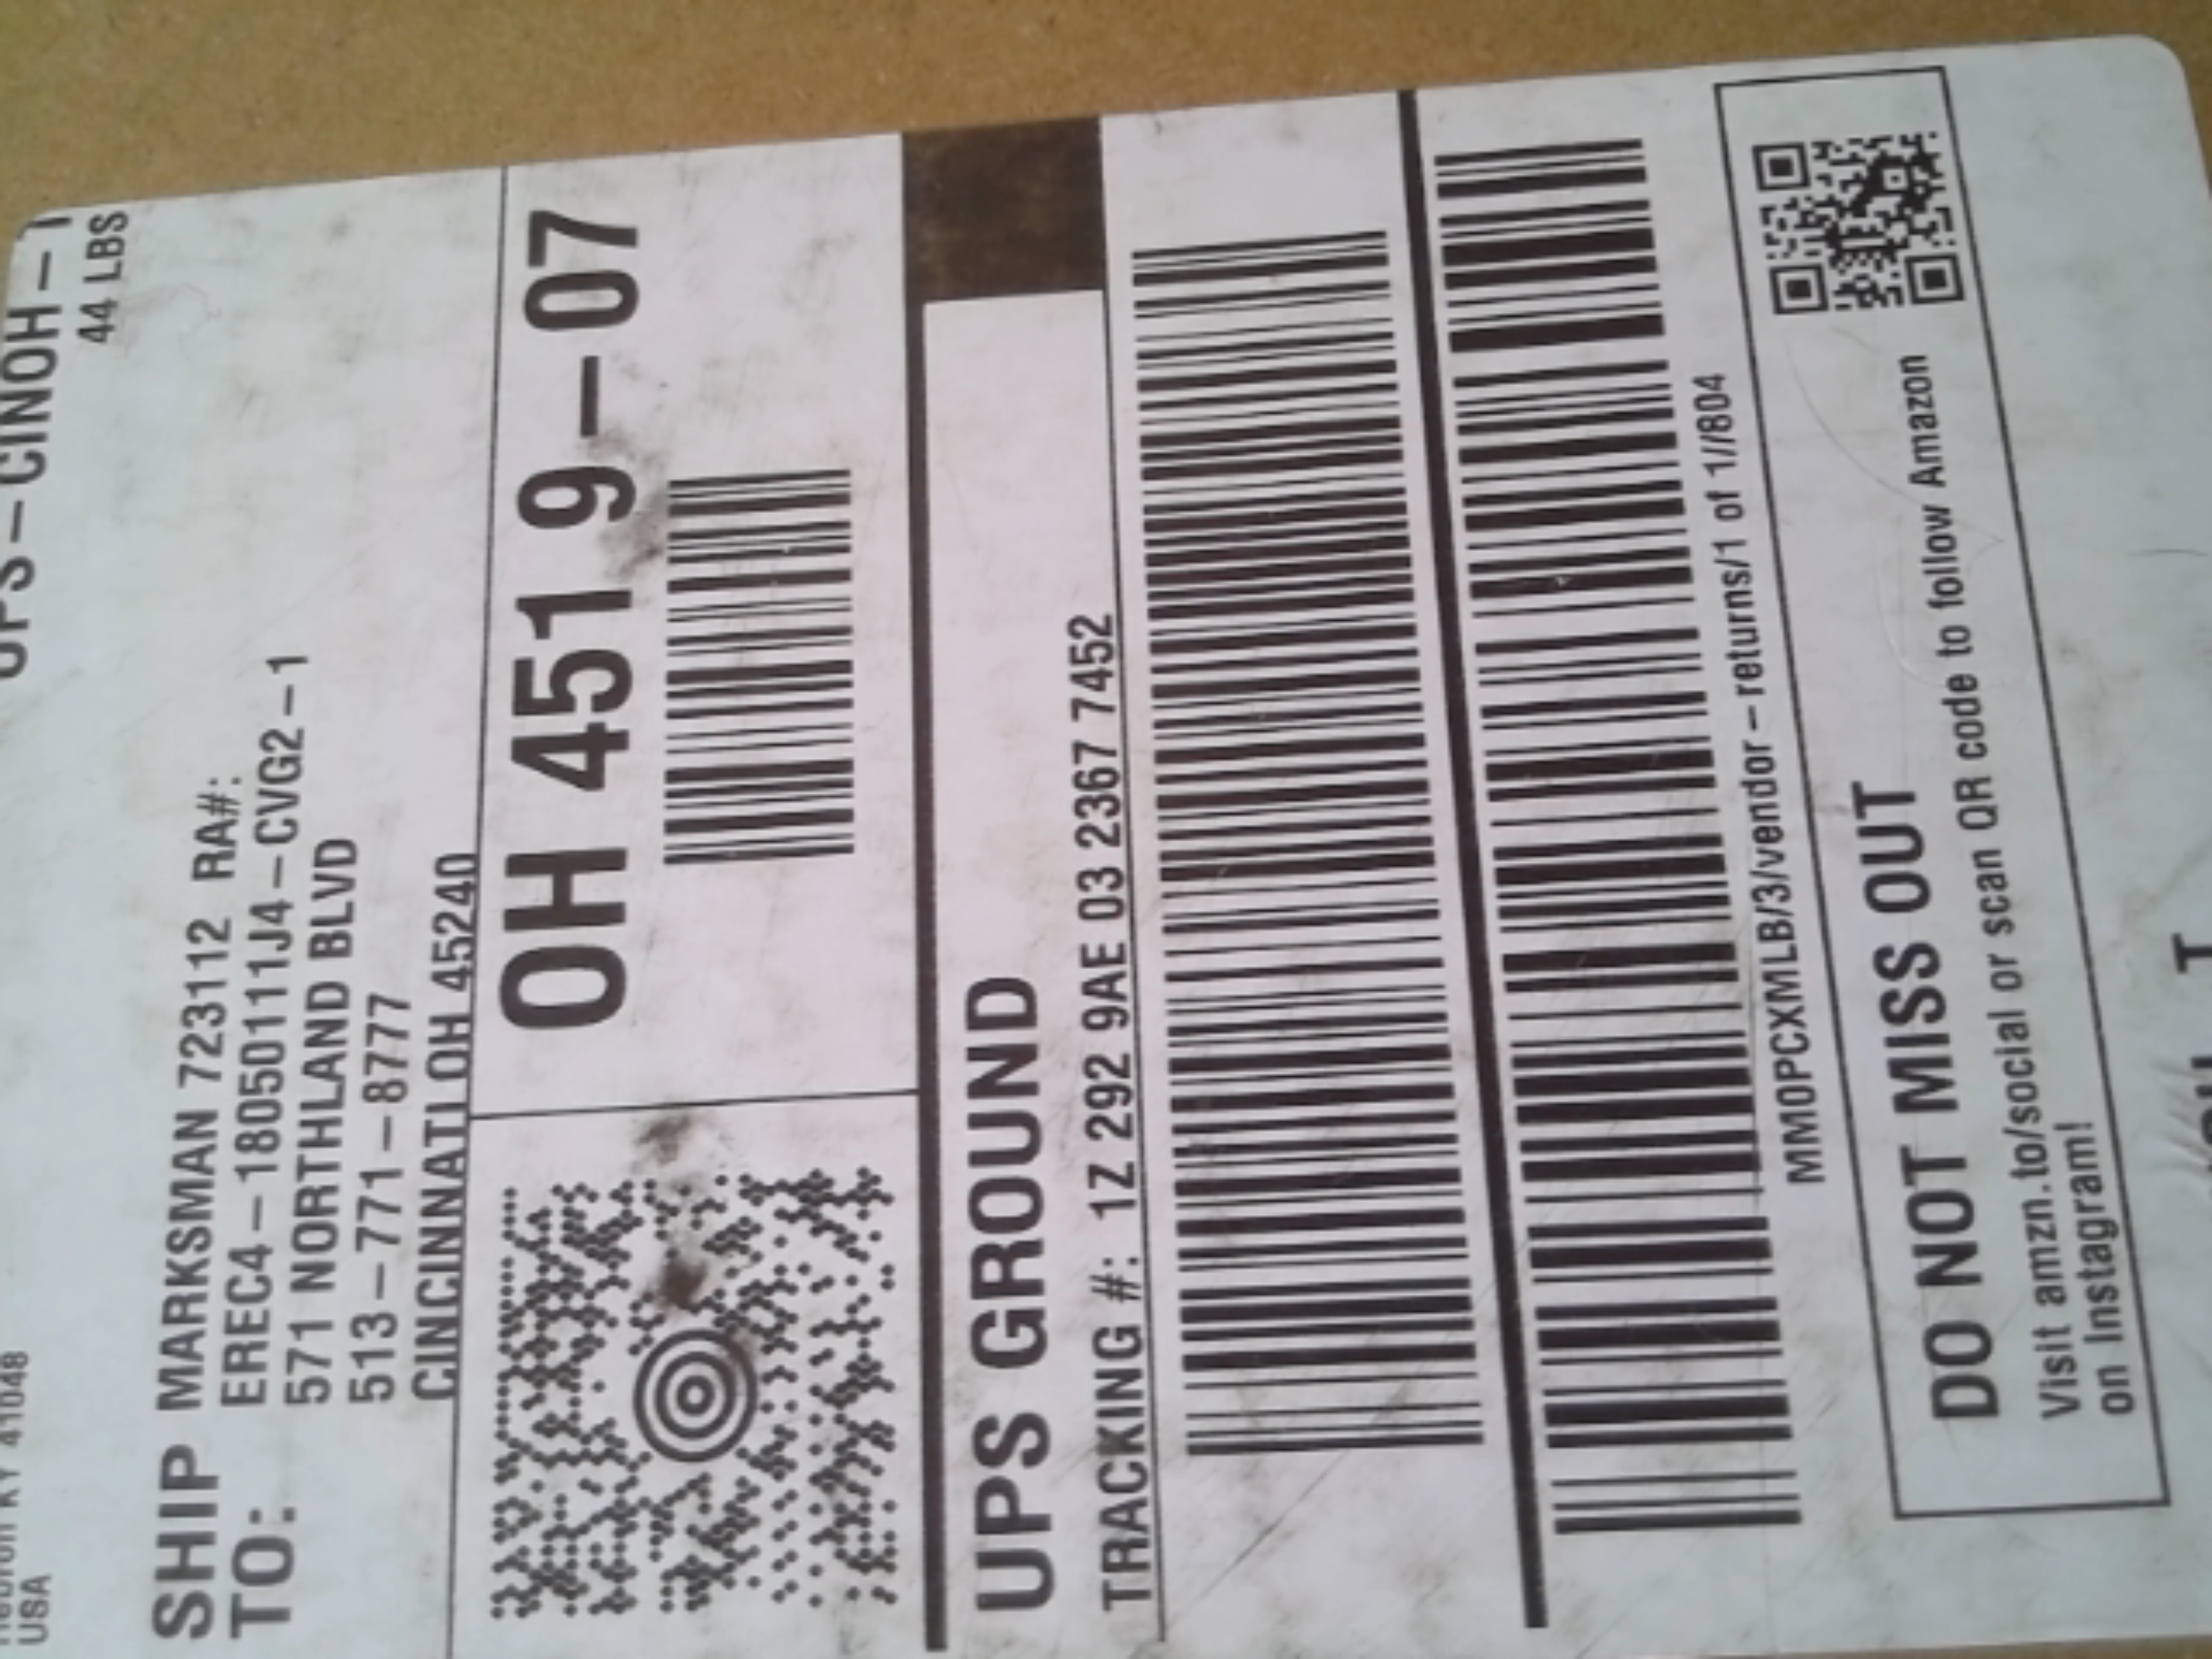 UPS-CINOH-1
44 LBS
KY 41048
USA
SHIP TO:
MARKSMAN 723112 RA#:
EREC4-18050111J4-CVG2-1
571 NORTHLAND BLVD
513-771-8777
CINCINNATI OH 45240
OH 451 9-07
UPS GROUND
TRACKING #: 1Z 292 9AE 03 2367 7452
MM0PCXMLB/3/vendor-returns/1 of 1//804
DO NOT MISS OUT
Visit amzn.to/social or scan QR code to follow Amazon
on Instagram!